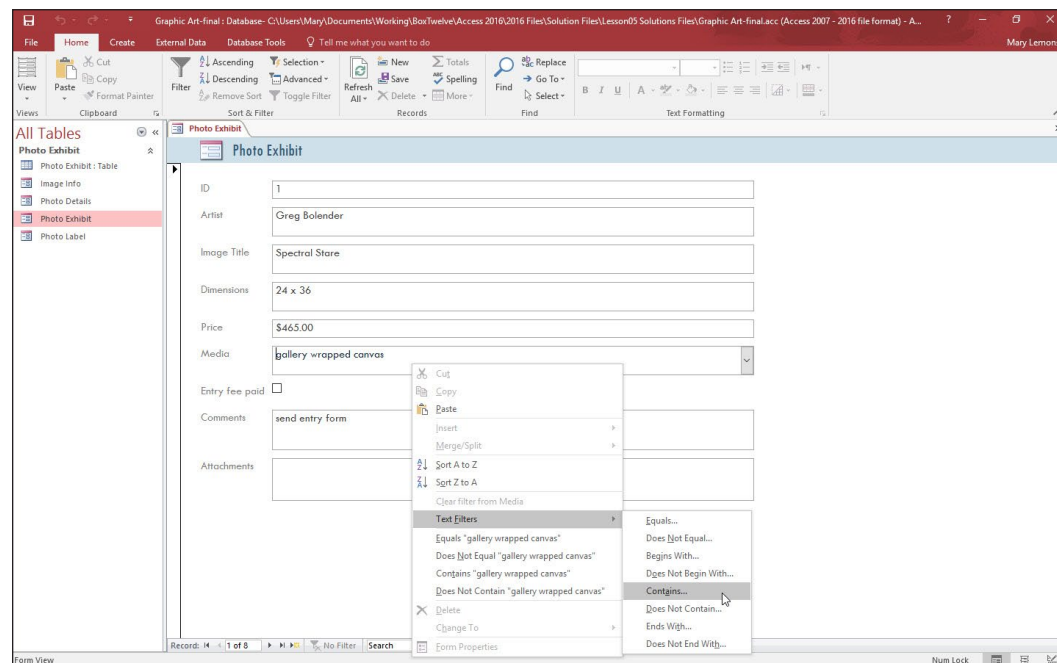 Graphic Art-final : Database- C:\Users\Mary\Documents\Working\BoxTwelve\Access 2016\2016 Files\Solution Files\Lesson05 Solutions Files\Graphic Art-final.acc (Access 2007 - 2016 file format) - A...
File Home Create External Data Database Tools Tell me what you want to do Mary Lemon
View
Paste
Cut
Copy
Format Painter
Filter
Ascending
Descending
Remove Sort
Selection
Advanced
Toggle Filter
Refresh All
New
Save
Delete
Totals
Spelling
More
Find
Replace
Go To
Select
B I U A
Views Clipboard Sort & Filter Records Find Text Formatting
All Tables
Photo Exhibit
Photo Exhibit : Table
Image Info
Photo Details
Photo Exhibit
Photo Label
Photo Exhibit
Photo Exhibit
ID 1
Artist Greg Bolender
Image Title Spectral Stare
Dimensions 24 x 36
Price $465.00
Media gallery wrapped canvas
Entry fee paid
Comments send entry form
Attachments
Cut
Copy
Paste
Insert
Merge/Split
Sort A to Z
Sort Z to A
Clear filter from Media
Text Filters
Equals "gallery wrapped canvas"
Does Not Equal "gallery wrapped canvas"
Contains "gallery wrapped canvas"
Does Not Contain "gallery wrapped canvas"
Delete
Change To
Form Properties
Equals...
Does Not Equal...
Begins With...
Does Not Begin With...
Contains...
Does Not Contain...
Ends With...
Does Not End With...
Record: 1 of 8 No Filter Search
Form View Num Lock